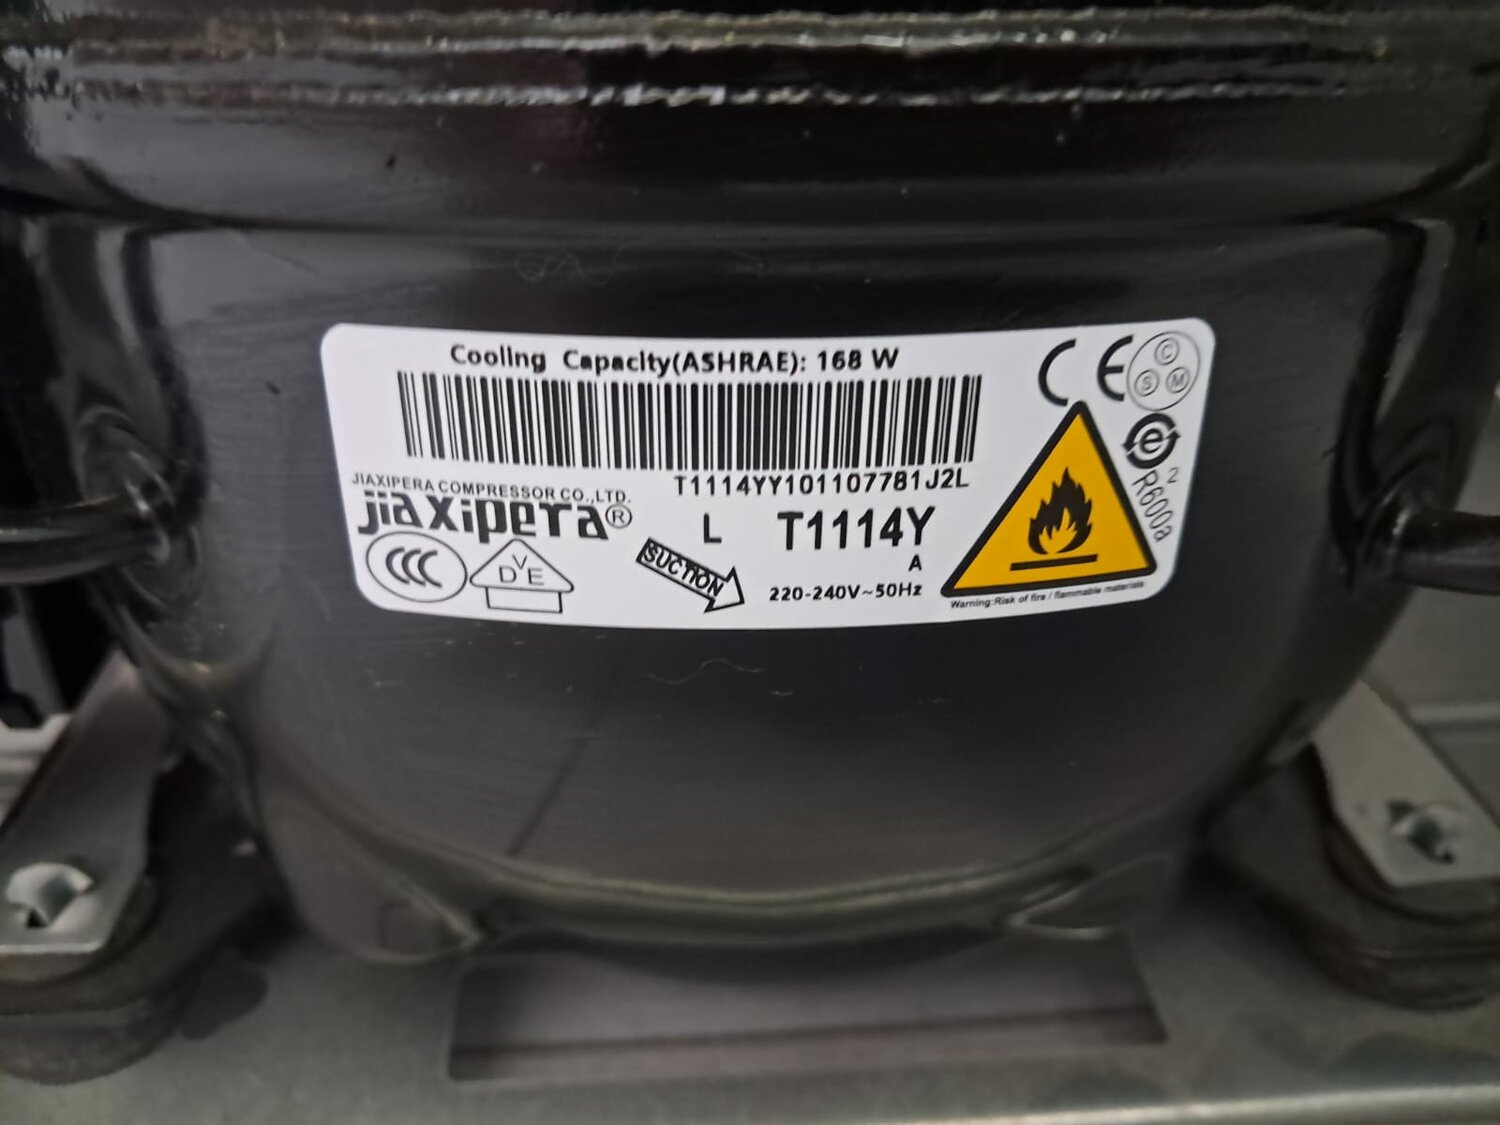 Cooling Capacity(ASHRAE): 168 W
CE
C
S M
T1114YY101107781J2L
JIAXIPERA COMPRESSOR CO.,LTD.
jiaxipera®
L T1114Y
A
220-240V~50Hz
SUCTION
CCC
VDE
e
2
R600a
Warning:Risk of fire / flammable materials